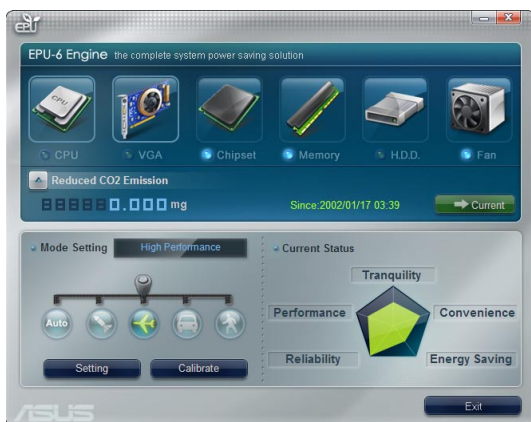 EPU
EPU-6 Engine the complete system power saving solution
CPU
CPU
VGA
Chipset
Memory
H.D.D.
Fan
Reduced CO2 Emission
0.000 mg
Since:2002/01/17 03:39
Current
Mode Setting
High Performance
Auto
Setting
Calibrate
Current Status
Tranquility
Performance
Convenience
Reliability
Energy Saving
ASUS
Exit